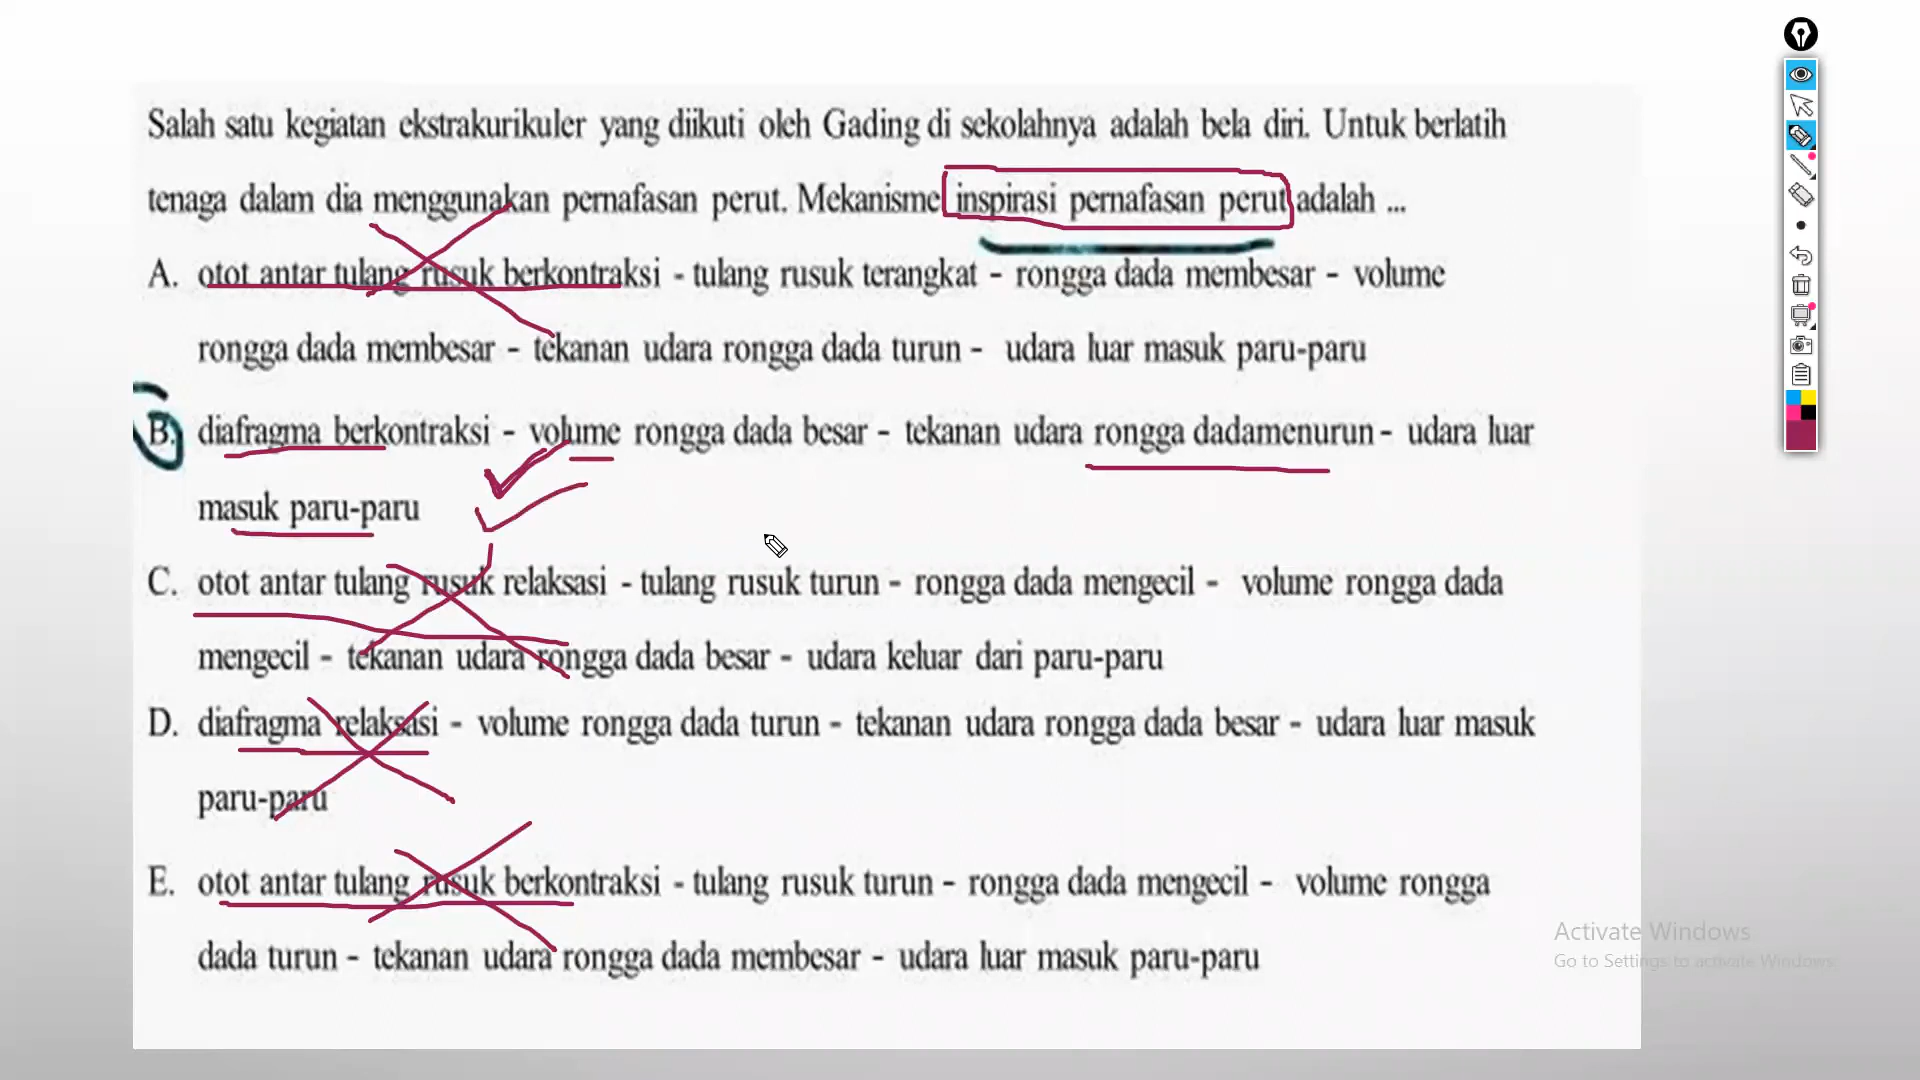 Salah satu kegiatan ekstrakurikuler yang diikuti oleh Gading di sekolahnya adalah bela diri. Untuk berlatih
tenaga dalam dia menggunakan pernafasan perut. Mekanisme inspirasi pernafasan perut adalah ...
A. otot antar tulang rusuk berkontraksi - tulang rusuk terangkat - rongga dada membesar - volume
rongga dada membesar - tekanan udara rongga dada turun - udara luar masuk paru-paru
B. diafragma berkontraksi - volume rongga dada besar - tekanan udara rongga dadamenurun - udara luar
masuk paru-paru
C. otot antar tulang rusuk relaksasi - tulang rusuk turun - rongga dada mengecil - volume rongga dada
mengecil - tekanan udara rongga dada besar - udara keluar dari paru-paru
D. diafragma relaksasi - volume rongga dada turun - tekanan udara rongga dada besar - udara luar masuk
paru-paru
E. otot antar tulang rusuk berkontraksi - tulang rusuk turun - rongga dada mengecil - volume rongga
dada turun - tekanan udara rongga dada membesar - udara luar masuk paru-paru
Activate Windows
Go to Settings to activate Windows.